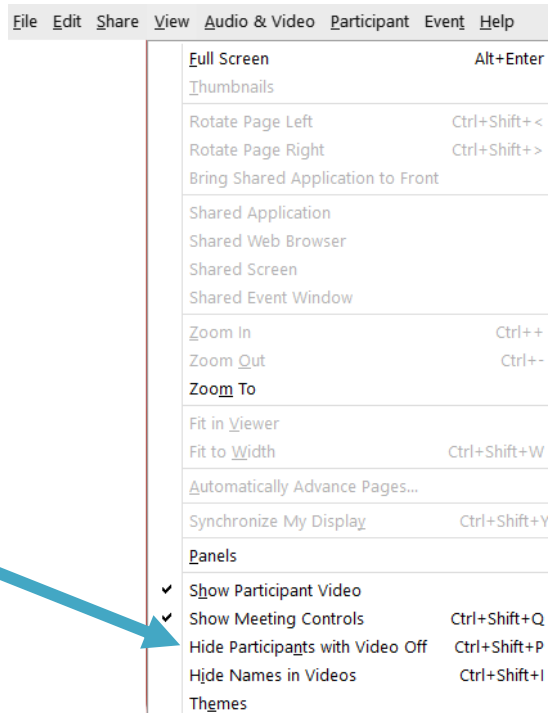 File Edit Share View Audio & Video Participant Event Help
Full Screen Alt+Enter
Thumbnails
Rotate Page Left Ctrl+Shift+<
Rotate Page Right Ctrl+Shift+>
Bring Shared Application to Front
Shared Application
Shared Web Browser
Shared Screen
Shared Event Window
Zoom In Ctrl++
Zoom Out Ctrl+-
Zoom To
Fit in Viewer
Fit to Width Ctrl+Shift+W
Automatically Advance Pages...
Synchronize My Display Ctrl+Shift+Y
Panels
Show Participant Video
Show Meeting Controls Ctrl+Shift+Q
Hide Participants with Video Off Ctrl+Shift+P
Hide Names in Videos Ctrl+Shift+I
Themes